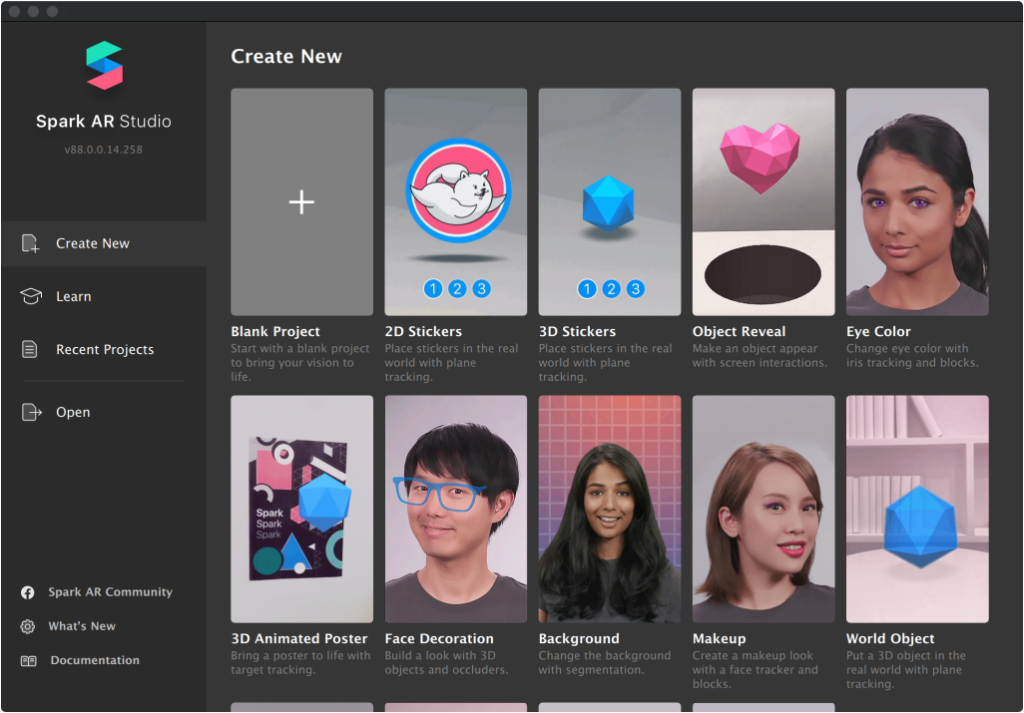 Spark AR Studio
v88.0.0.14.258
Create New
Learn
Recent Projects
Open
Spark AR Community
What's New
Documentation
Create New
1 2 3
1 2 3
Blank Project
Start with a blank project
to bring your vision to
life.
2D Stickers
Place stickers in the real
world with plane
tracking.
3D Stickers
Place stickers in the real
world with plane
tracking.
Object Reveal
Make an object appear
with screen interactions.
Eye Color
Change eye color with
iris tracking and blocks.
Spark
Spark
Spark
3D Animated Poster
Bring a poster to life with
target tracking.
Face Decoration
Build a look with 3D
objects and occluders.
Background
Change the background
with segmentation.
Makeup
Create a makeup look
with a face tracker and
blocks.
World Object
Put a 3D object in the
real world with plane
tracking.